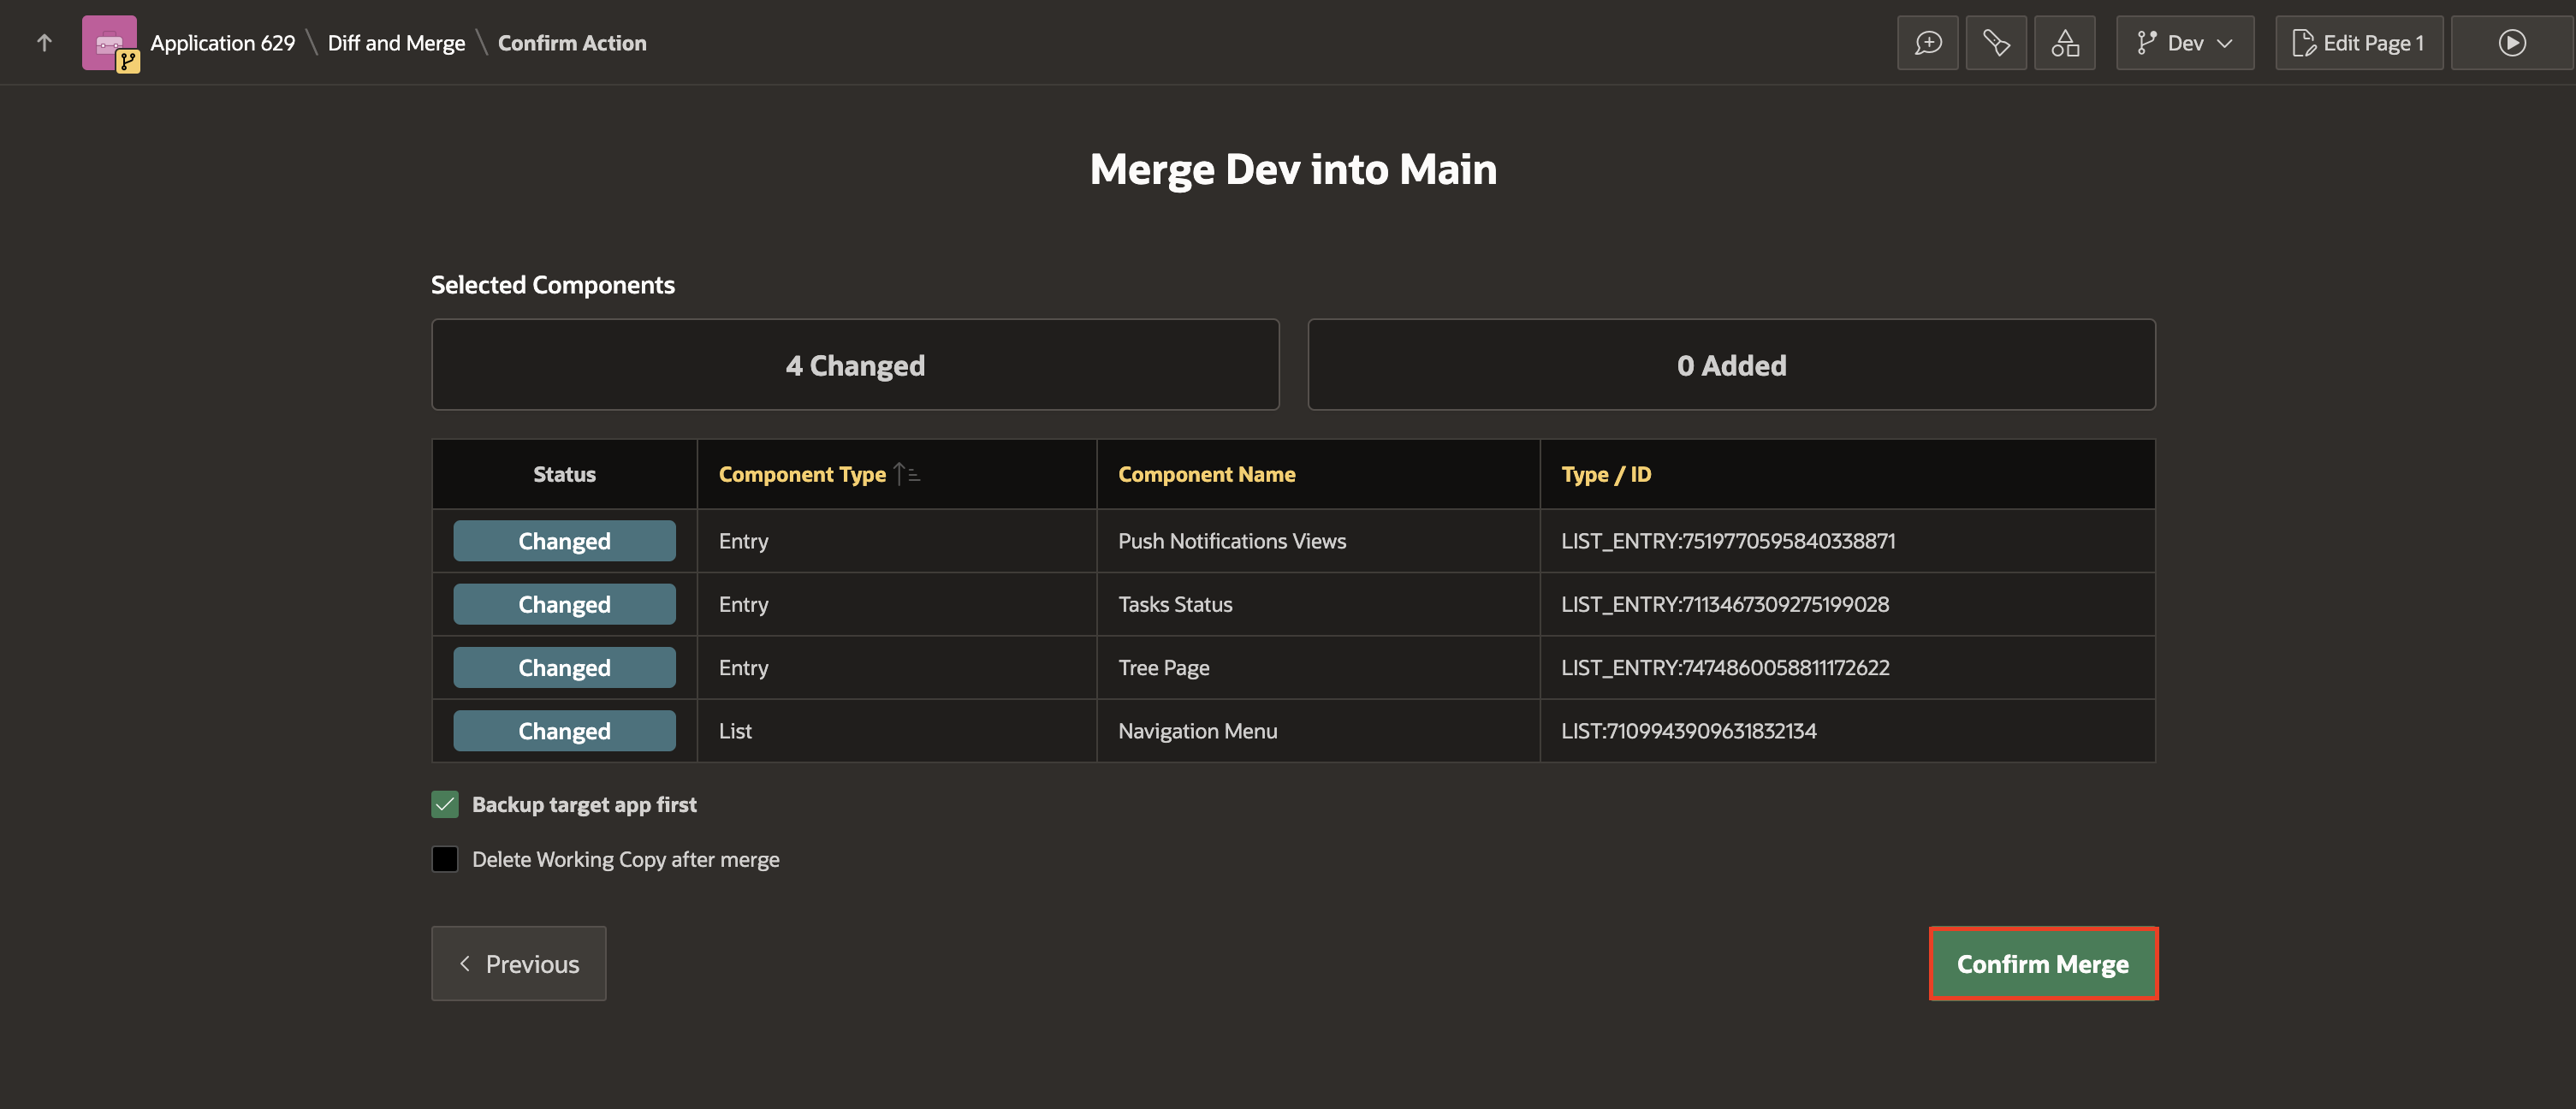 Application 629 \ Diff and Merge \ Confirm Action
Dev
Edit Page 1
Merge Dev into Main
Selected Components
4 Changed
0 Added
Status Component Type Component Name Type / ID
Changed Entry Push Notifications Views LIST_ENTRY:7519770595840338871
Changed Entry Tasks Status LIST_ENTRY:7113467309275199028
Changed Entry Tree Page LIST_ENTRY:7474860058811172622
Changed List Navigation Menu LIST:7109943909631832134
Backup target app first
Delete Working Copy after merge
Previous
Confirm Merge